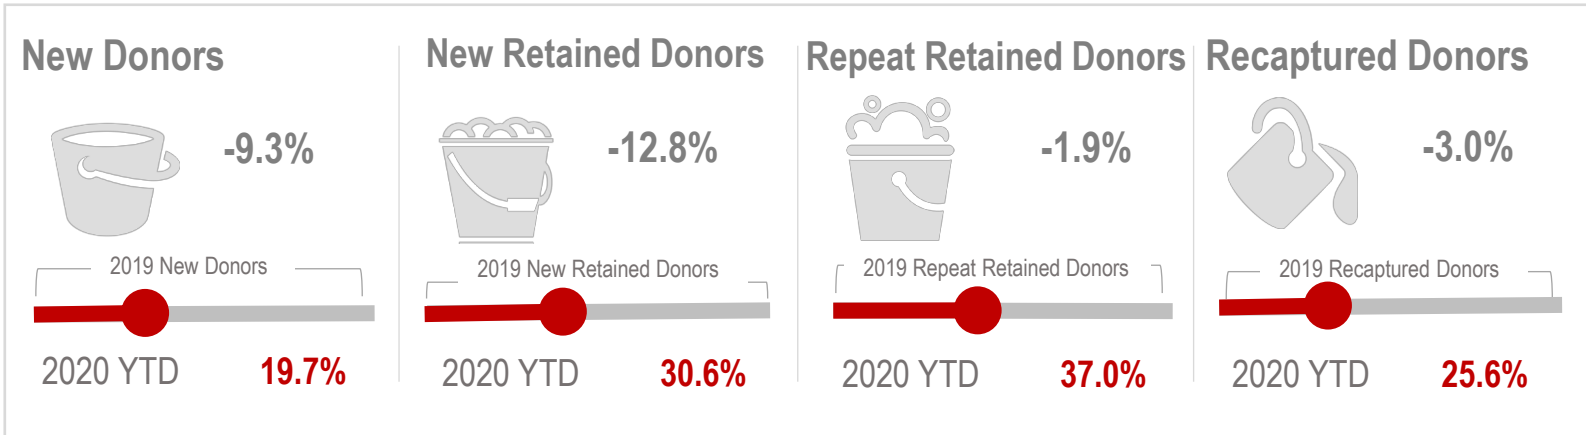 New Donors
-9.3%
2019 New Donors
2020 YTD 19.7%
New Retained Donors
-12.8%
2019 New Retained Donors
2020 YTD 30.6%
Repeat Retained Donors
-1.9%
2019 Repeat Retained Donors
2020 YTD 37.0%
Recaptured Donors
-3.0%
2019 Recaptured Donors
2020 YTD 25.6%